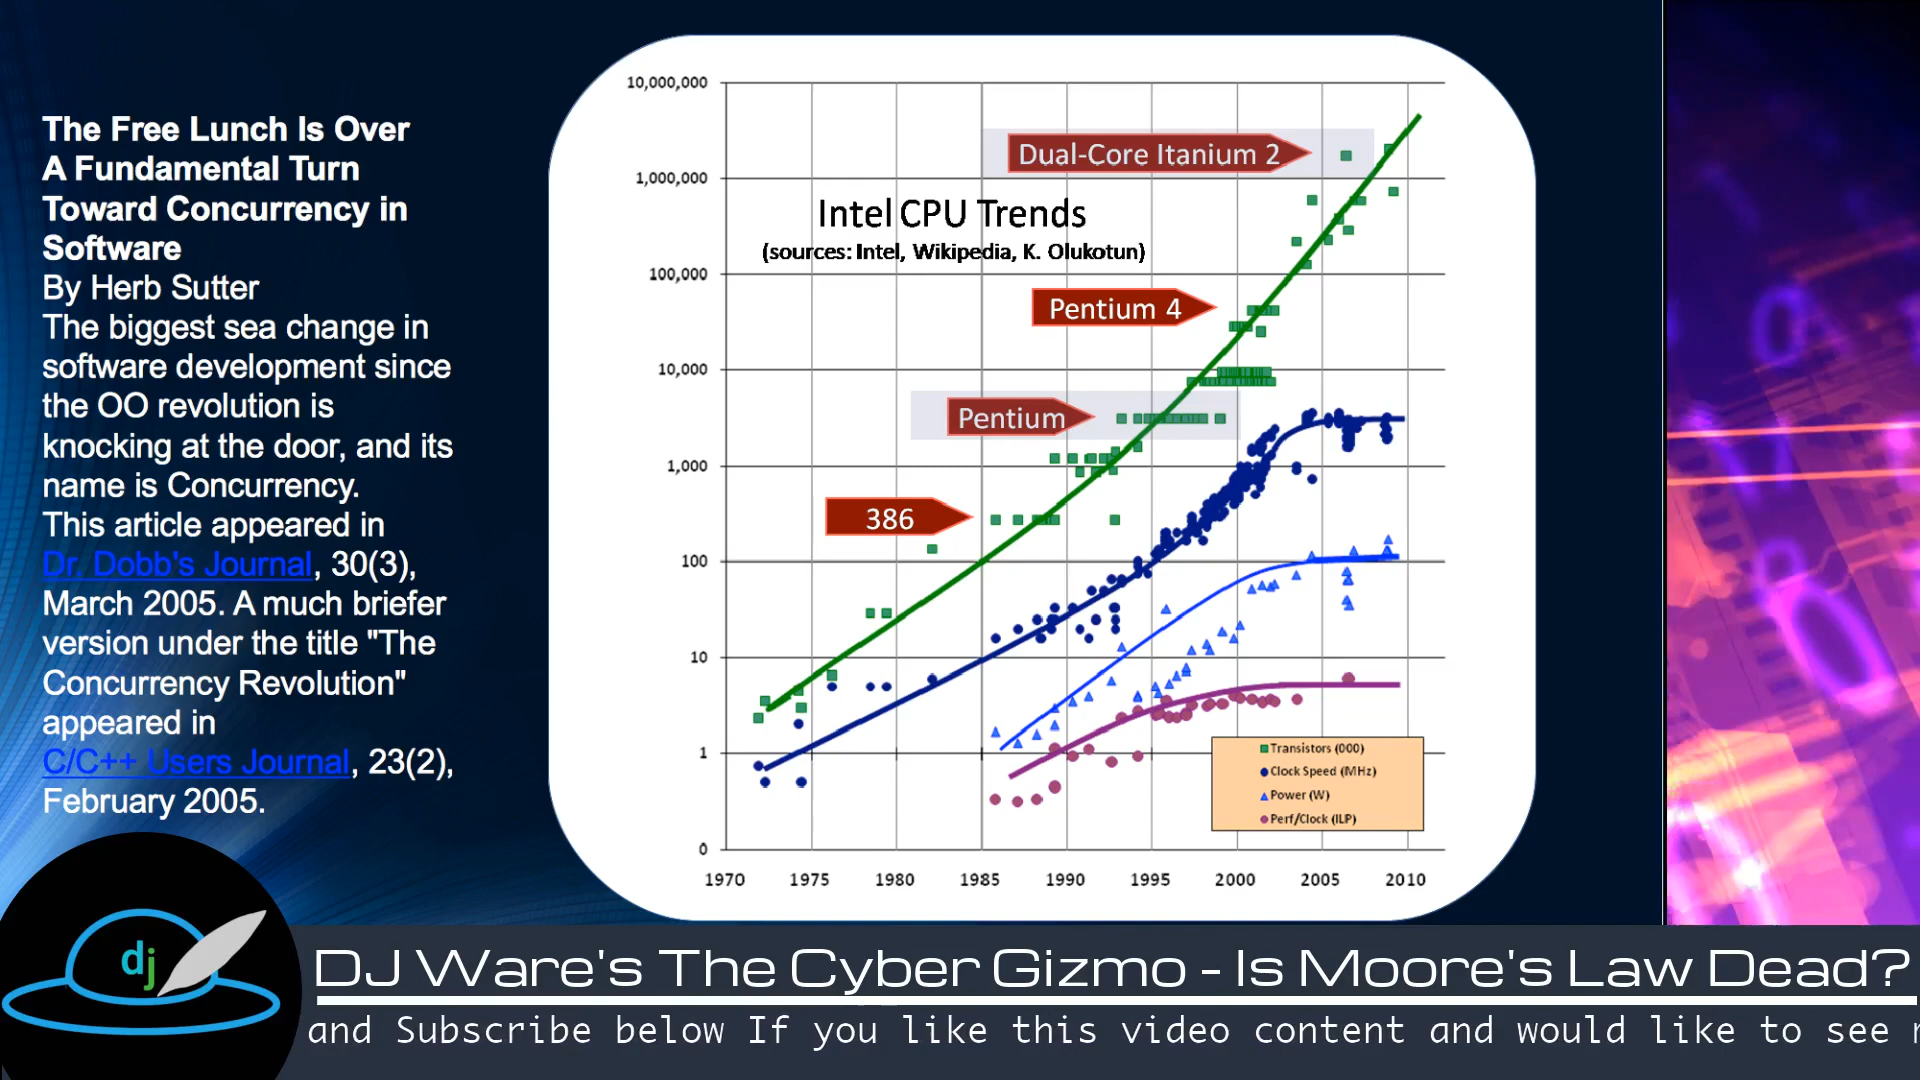 The Free Lunch Is Over
A Fundamental Turn
Toward Concurrency in
Software
By Herb Sutter
The biggest sea change in
software development since
the OO revolution is
knocking at the door, and its
name is Concurrency.
This article appeared in
Dr. Dobb's Journal, 30(3),
March 2005. A much briefer
version under the title "The
Concurrency Revolution"
appeared in
C/C++ Users Journal, 23(2),
February 2005.
10,000,000
1,000,000
100,000
10,000
1,000
100
10
1
0
Dual-Core Itanium 2
Intel CPU Trends
(sources: Intel, Wikipedia, K. Olukotun)
Pentium 4
Pentium
386
Transistors (000)
Clock Speed (MHz)
Power (W)
Perf/Clock (ILP)
1970 1975 1980 1985 1990 1995 2000 2005 2010
dj
DJ Ware's The Cyber Gizmo - Is Moore's Law Dead?
and Subscribe below If you like this video content and would like to see